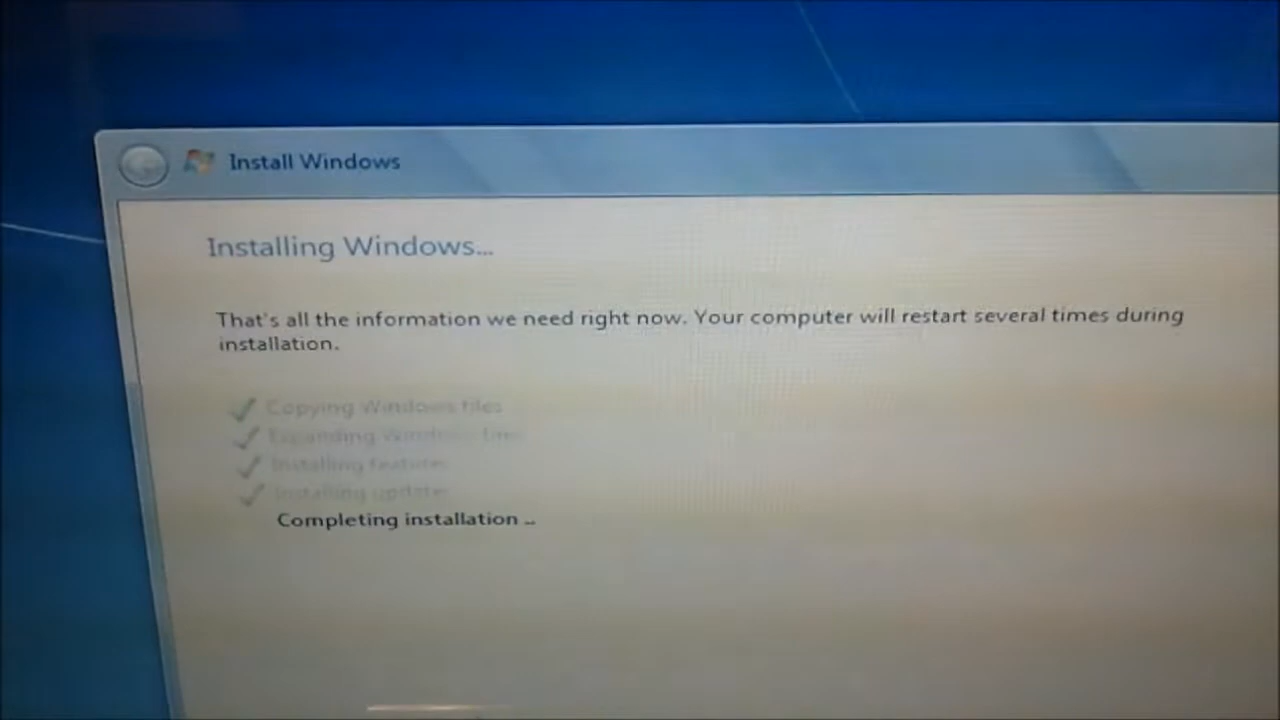 Install Windows
Installing Windows...
That's all the information we need right now. Your computer will restart several times during
installation.
Copying Windows files
Expanding Windows files
Installing features
Installing updates
Completing installation ..